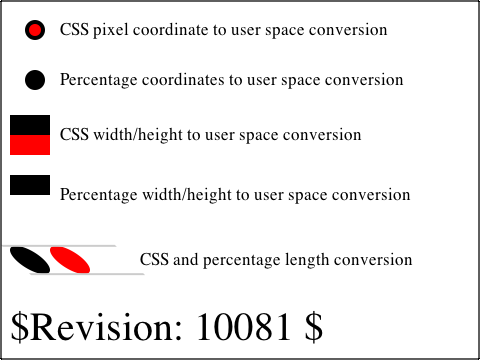 CSS pixel coordinate to user space conversion
Percentage coordinates to user space conversion
CSS width/height to user space conversion
Percentage width/height to user space conversion
CSS and percentage length conversion
$Revision: 10081 $